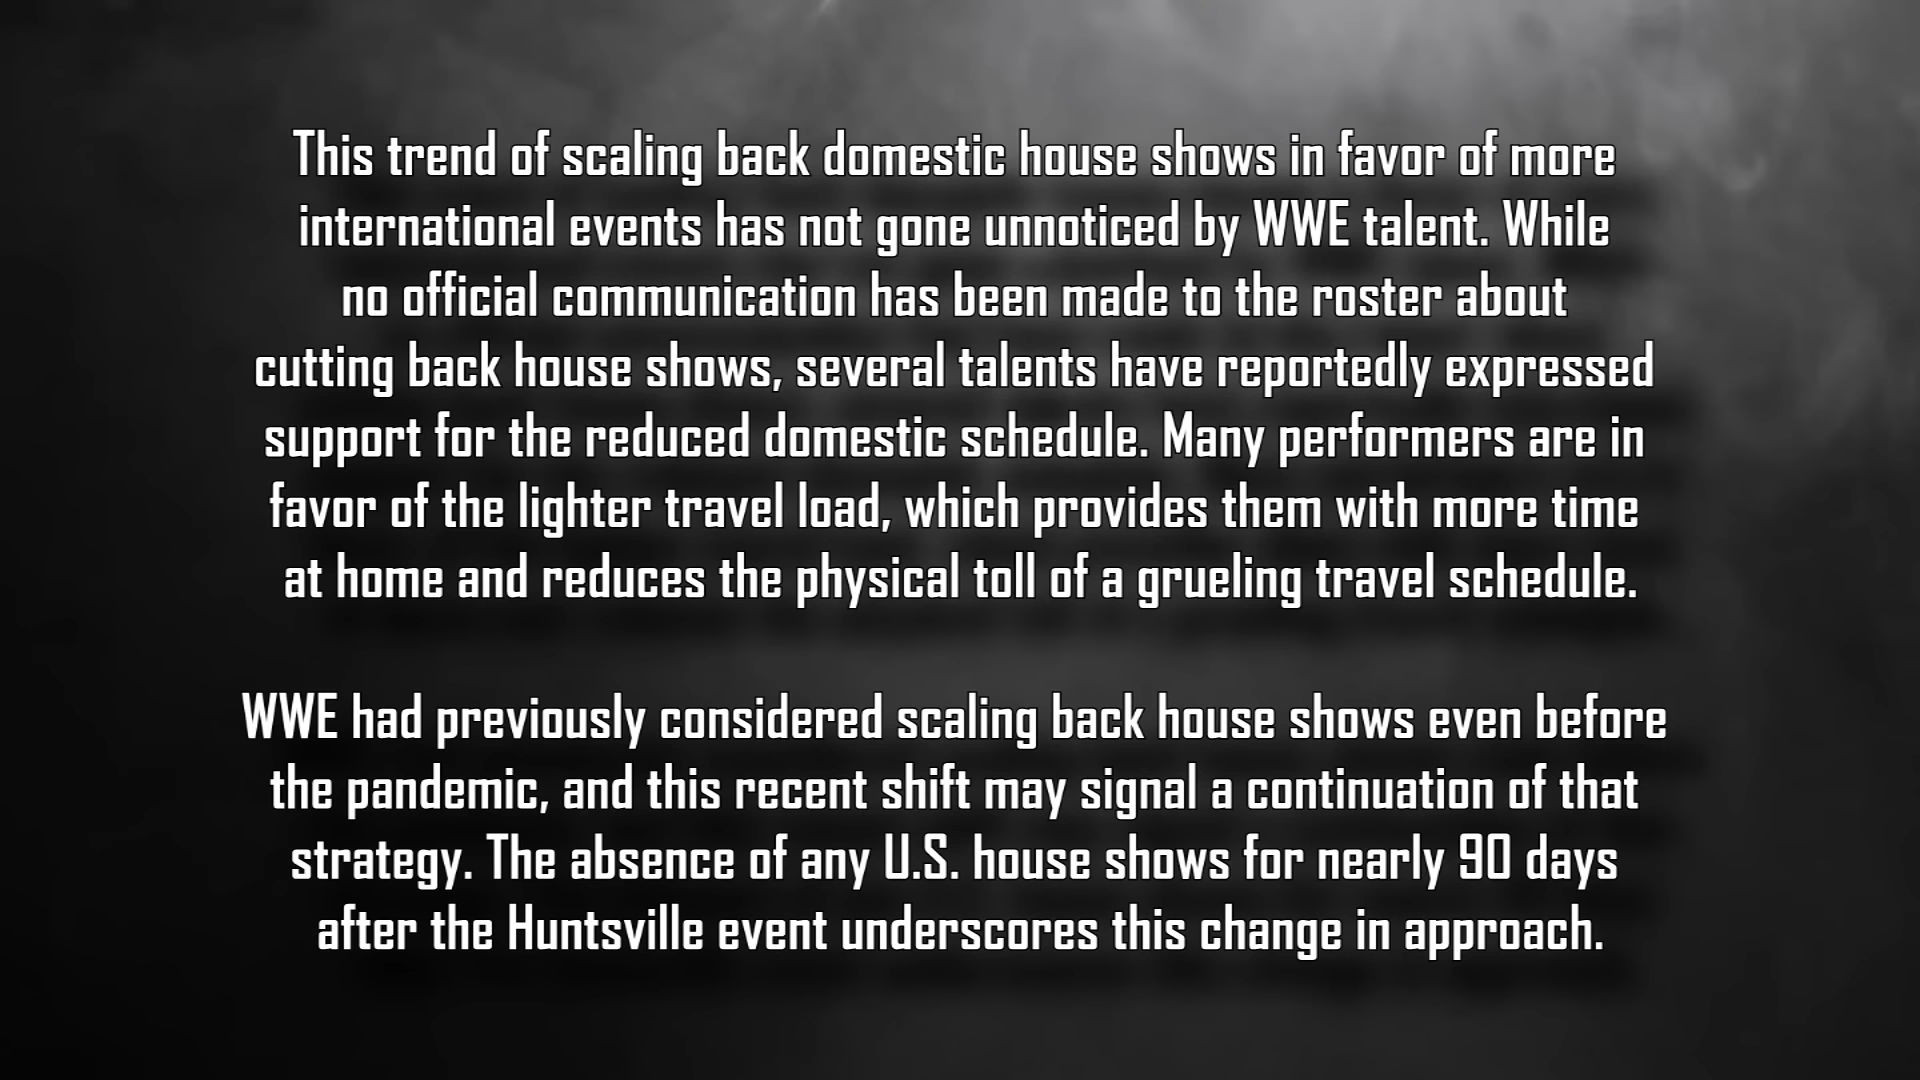 This trend of scaling back domestic house shows in favor of more
international events has not gone unnoticed by WWE talent. While
no official communication has been made to the roster about
cutting back house shows, several talents have reportedly expressed
support for the reduced domestic schedule. Many performers are in
favor of the lighter travel load, which provides them with more time
at home and reduces the physical toll of a grueling travel schedule.
WWE had previously considered scaling back house shows even before
the pandemic, and this recent shift may signal a continuation of that
strategy. The absence of any U.S. house shows for nearly 90 days
after the Huntsville event underscores this change in approach.